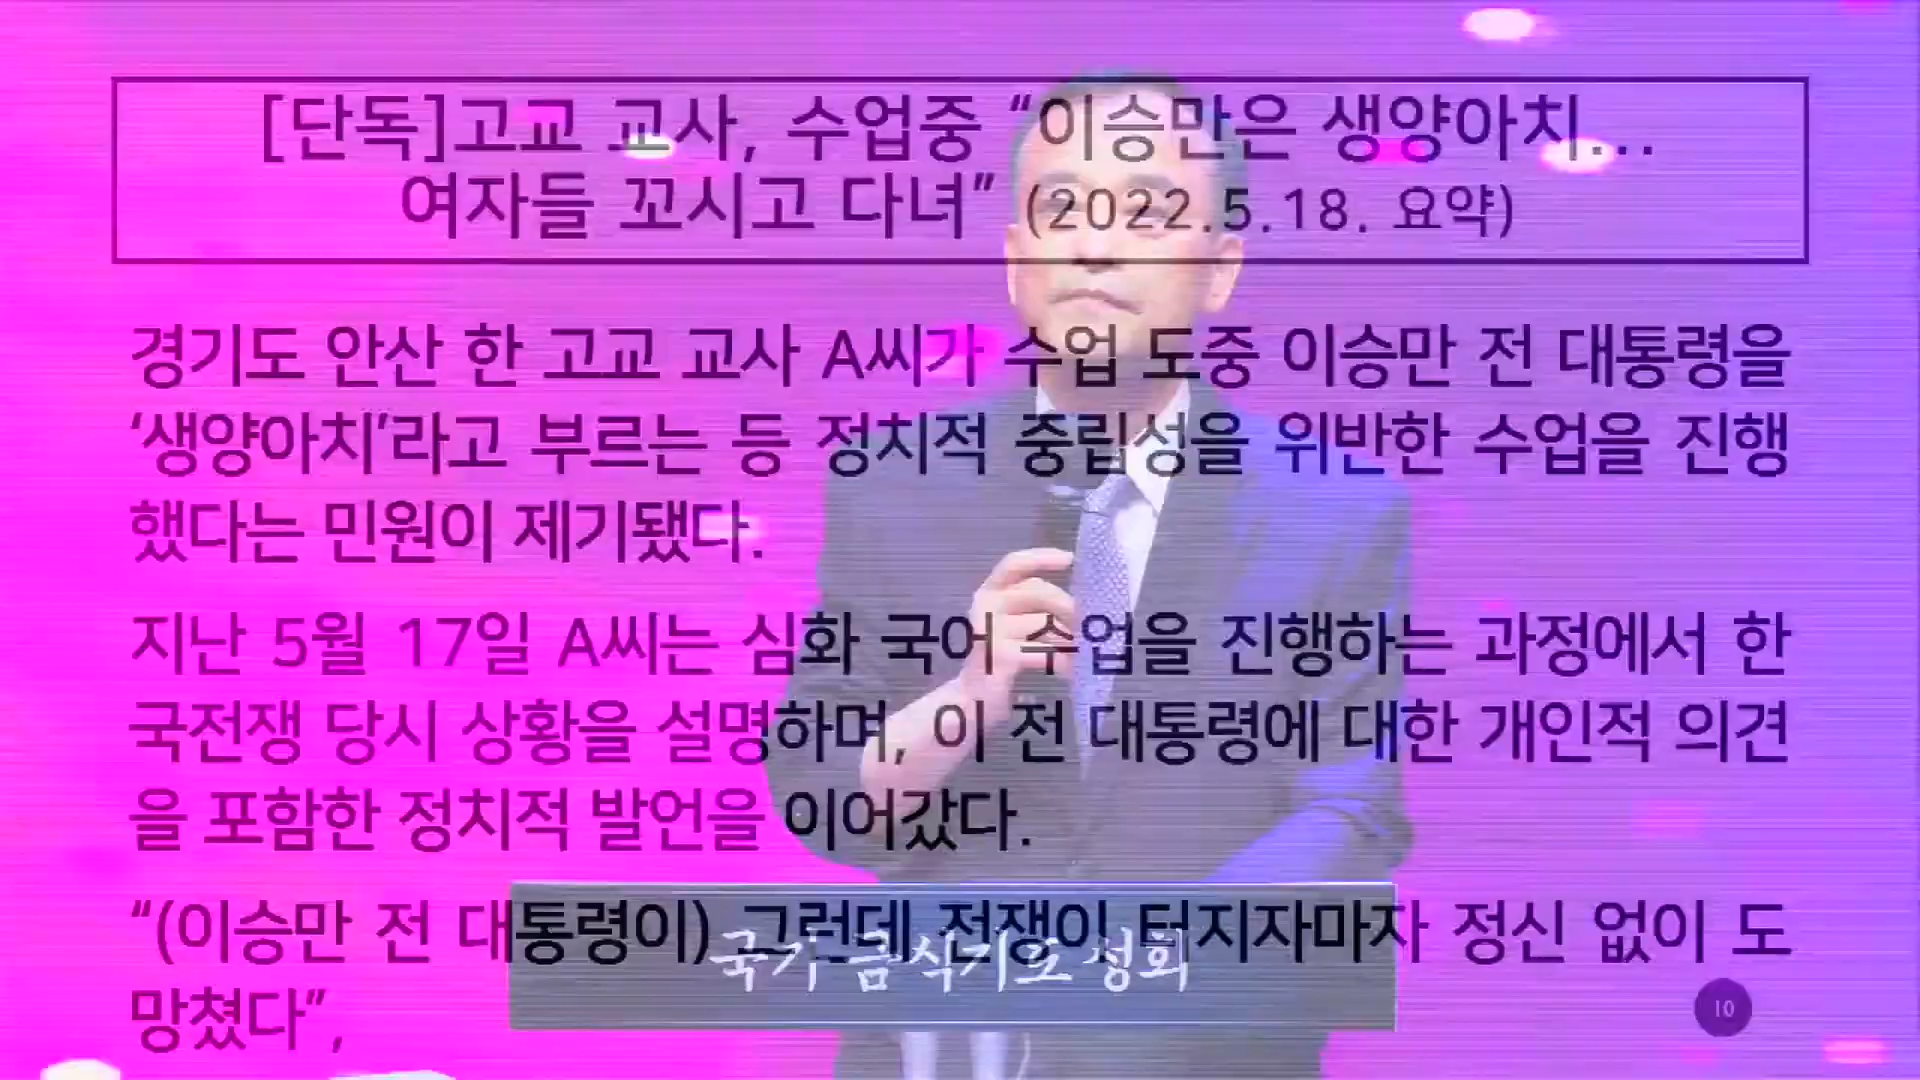 [단독]고교 교사, 수업중 “이승만은 생양아치...
여자들 꼬시고 다녀” (2022.5.18. 요약)
경기도 안산 한 고교 교사 A씨가 수업 도중 이승만 전 대통령을
‘생양아치’라고 부르는 등 정치적 중립성을 위반한 수업을 진행
했다는 민원이 제기됐다.
지난 5월 17일 A씨는 심화 국어 수업을 진행하는 과정에서 한
국전쟁 당시 상황을 설명하며, 이 전 대통령에 대한 개인적 의견
을 포함한 정치적 발언을 이어갔다.
“(이승만 전 대통령이) 그런데 전쟁이 터지자마자 정신 없이 도
망쳤다”,
국가 금식기도 성회
10